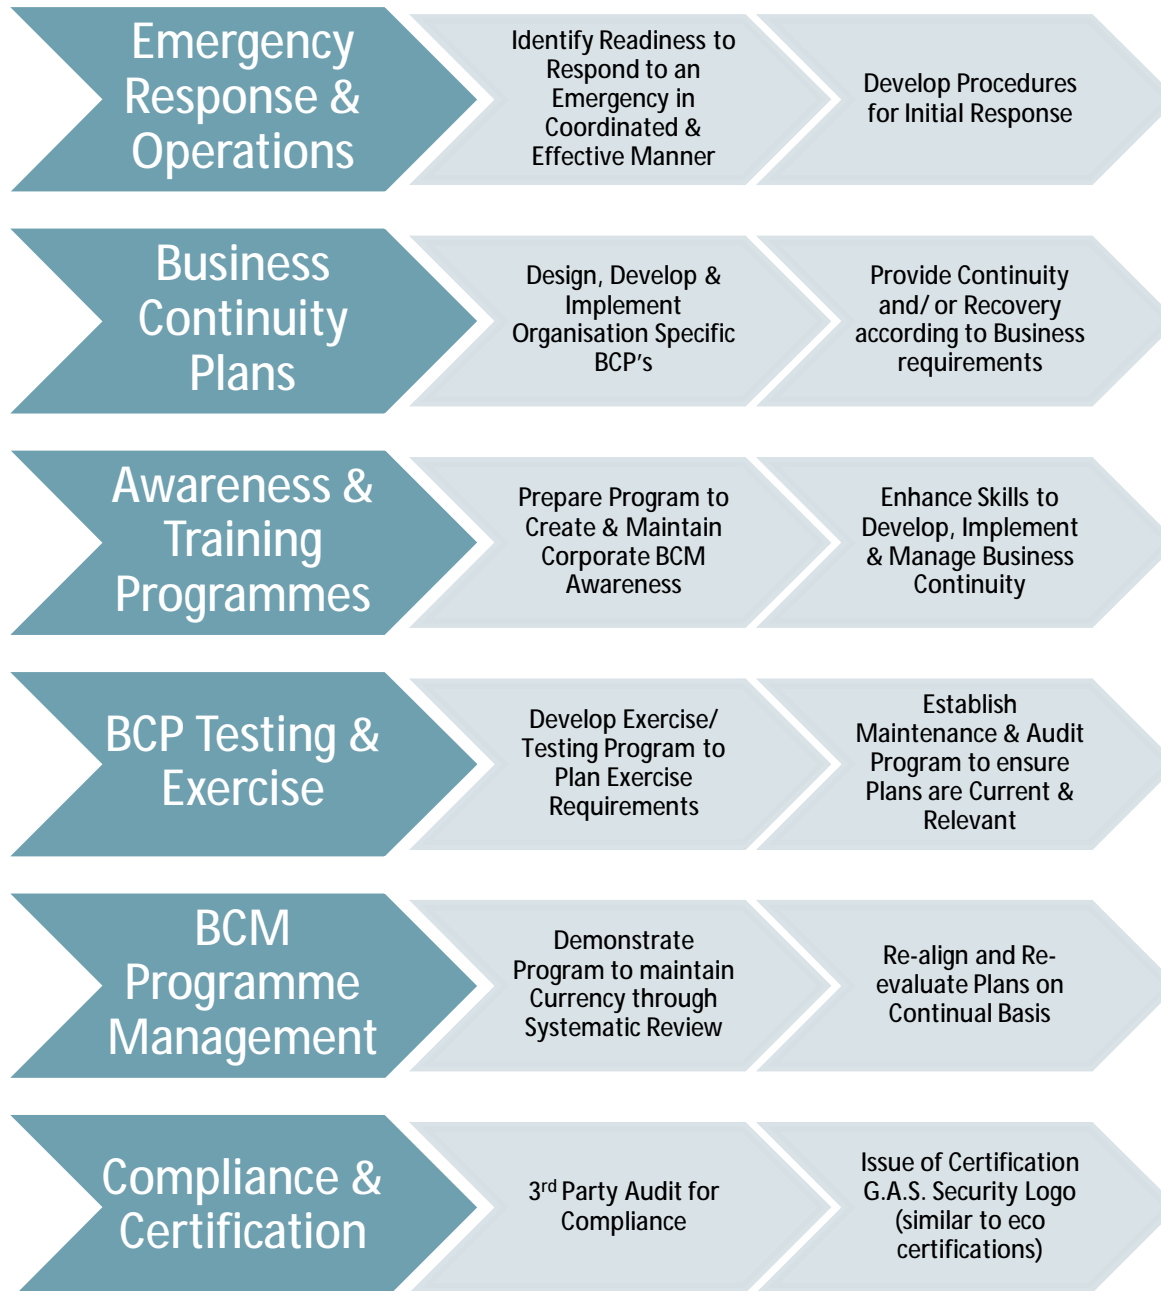 Emergency
Response &
Operations
Identify Readiness to
Respond to an
Emergency in
Coordinated &
Effective Manner
Develop Procedures
for Initial Response
Business
Continuity
Plans
Design, Develop &
Implement
Organisation Specific
BCP's
Provide Continuity
and/ or Recovery
according to Business
requirements
Awareness &
Training
Programmes
Prepare Program to
Create & Maintain
Corporate BCM
Awareness
Enhance Skills to
Develop, Implement
& Manage Business
Continuity
BCP Testing &
Exercise
Develop Exercise/
Testing Program to
Plan Exercise
Requirements
Establish
Maintenance & Audit
Program to ensure
Plans are Current &
Relevant
BCM
Programme
Management
Demonstrate
Program to maintain
Currency through
Systematic Review
Re-align and Re-
evaluate Plans on
Continual Basis
Compliance &
Certification
3rd Party Audit for
Compliance
Issue of Certification
G.A.S. Security Logo
(similar to eco
certifications)